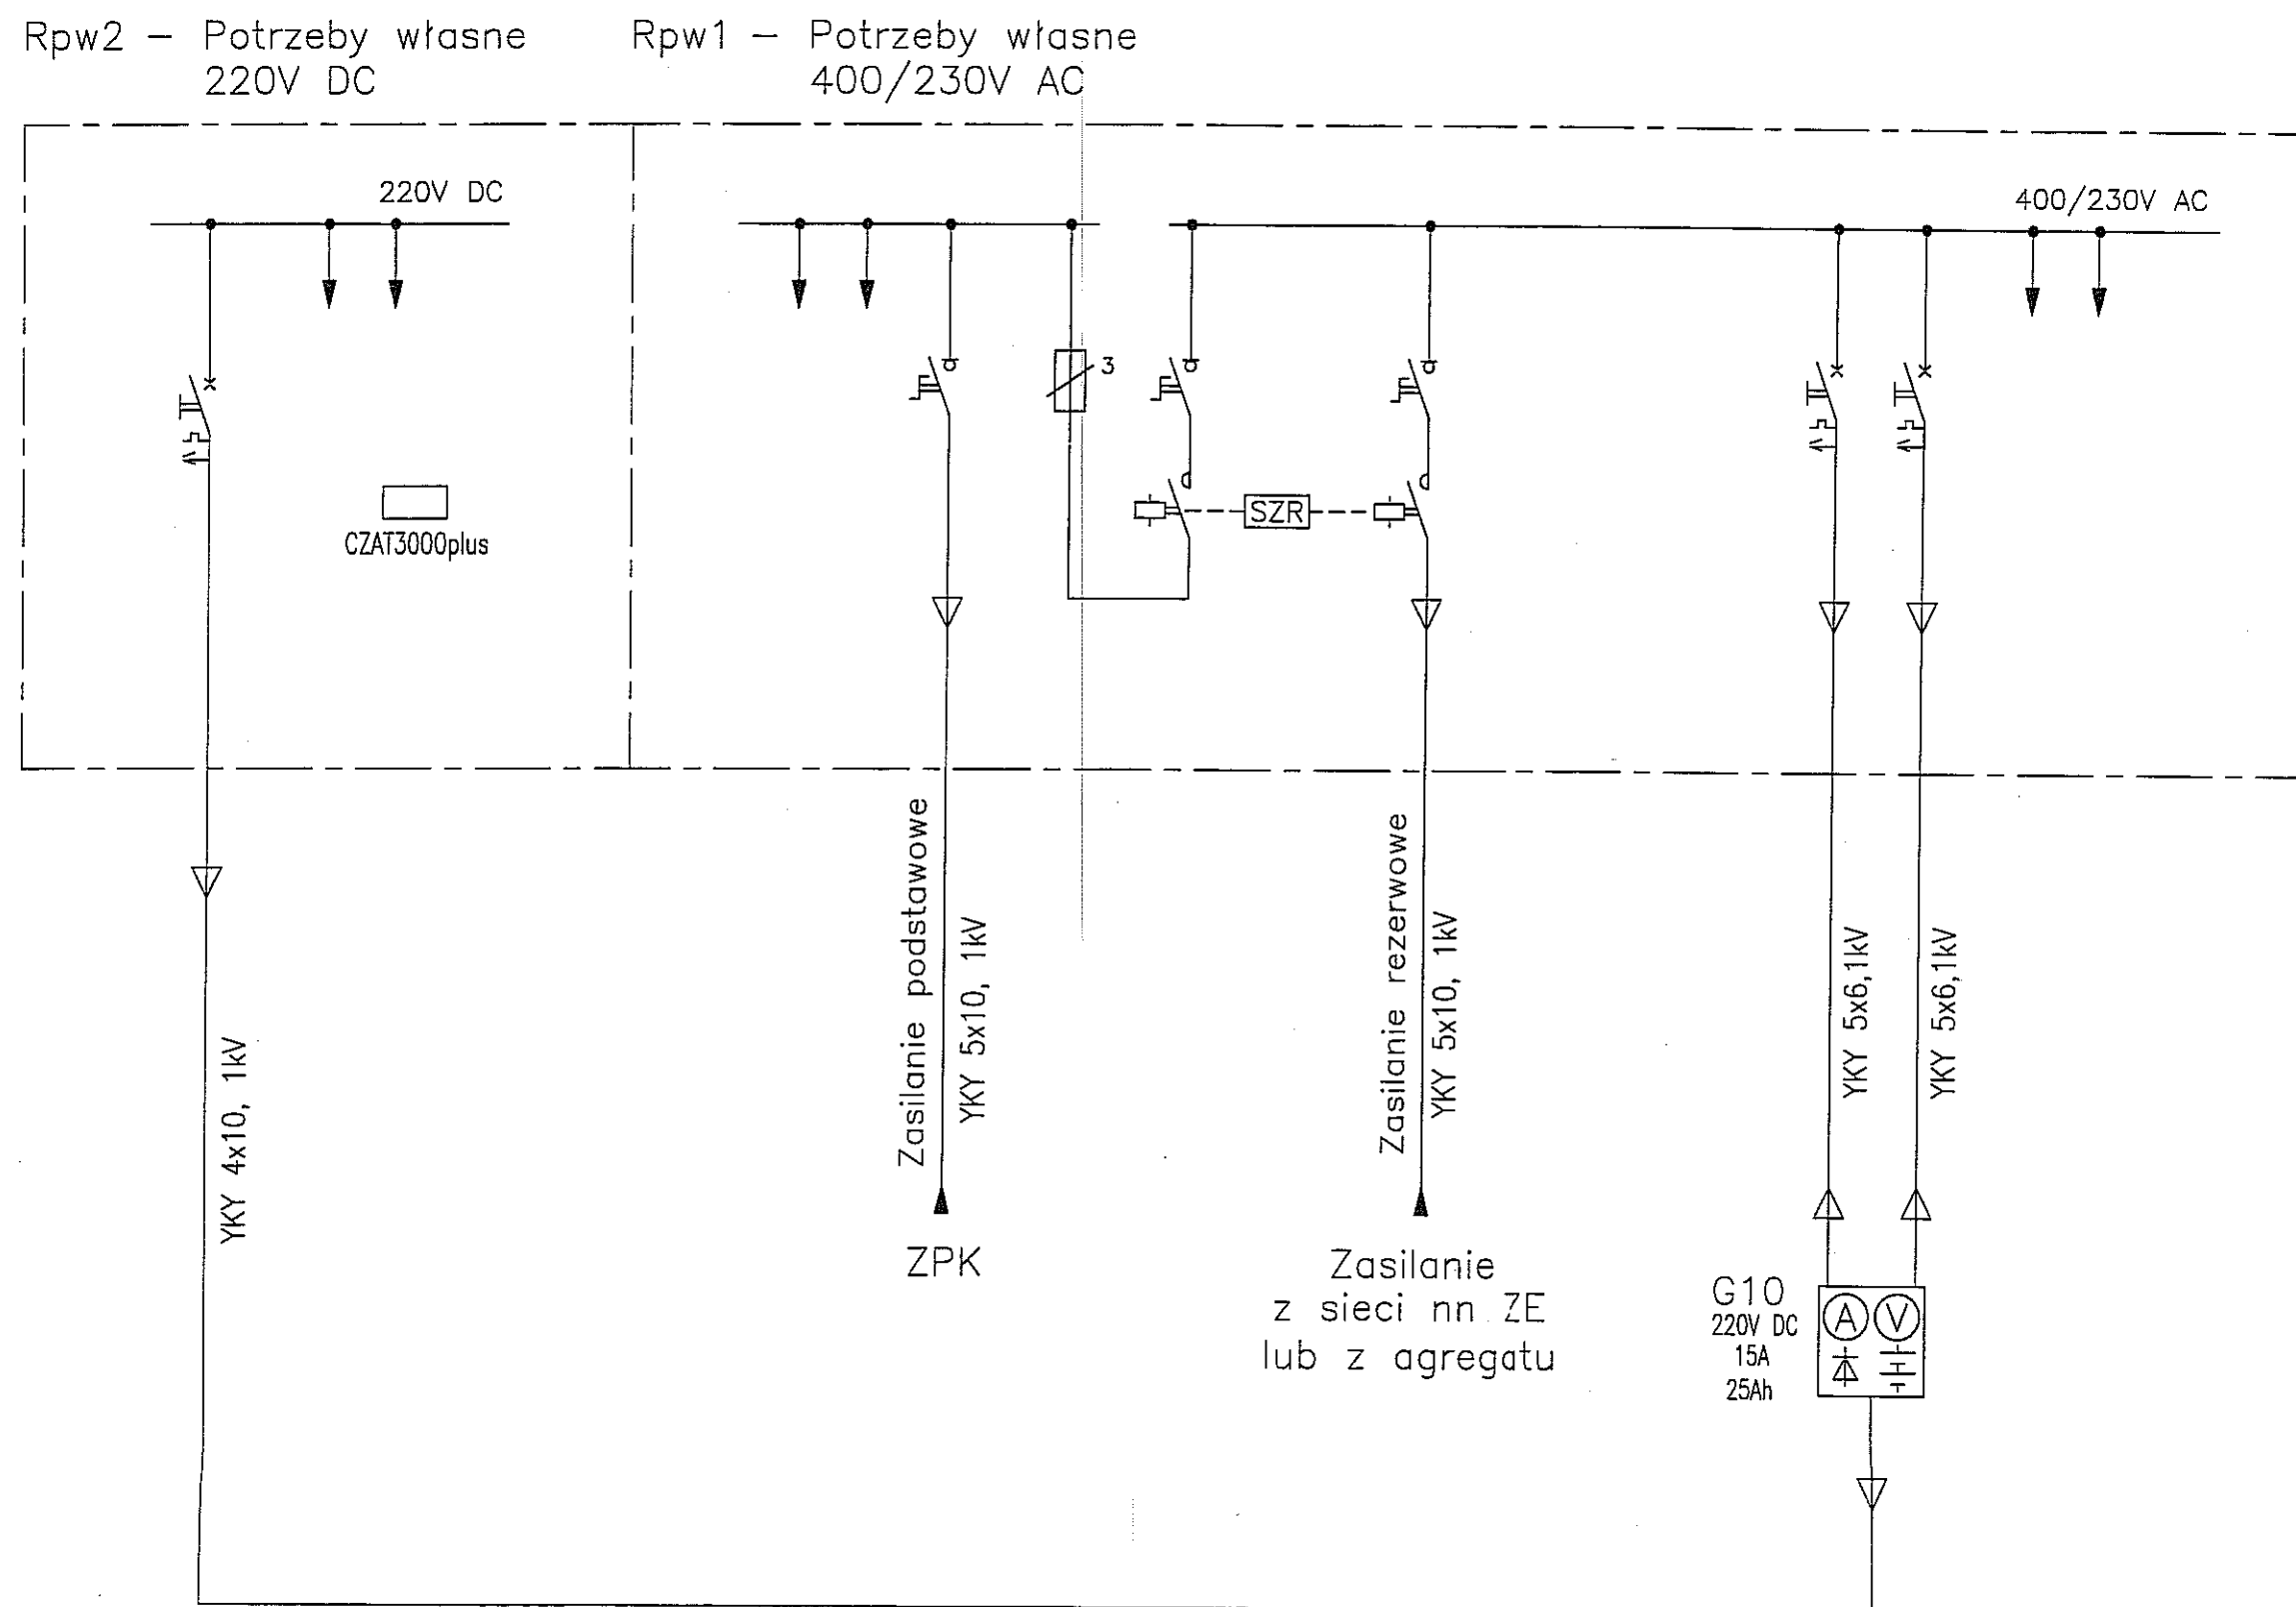 Rpw2 – Potrzeby własne
220V DC
Rpw1 – Potrzeby własne
400/230V AC
220V DC
400/230V AC
3
SZR
CZAT3000plus
Zasilanie podstawowe
YKY 5x10, 1kV
Zasilanie rezerwowe
YKY 5x10, 1kV
YKY 5x6,1kV
YKY 5x6,1kV
YKY 4x10, 1kV
ZPK
Zasilanie
z sieci nn ZE
lub z agregatu
G10
220V DC
15A
25Ah
A
V